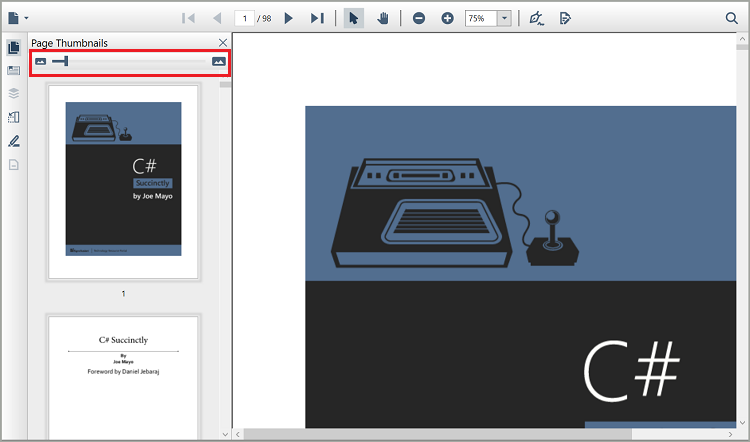 1 / 98
75%
Page Thumbnails
C#
Succinctly
by Joe Mayo
1
C# Succinctly
By
Joe Mayo
Foreword by Daniel Jebaraj
C#